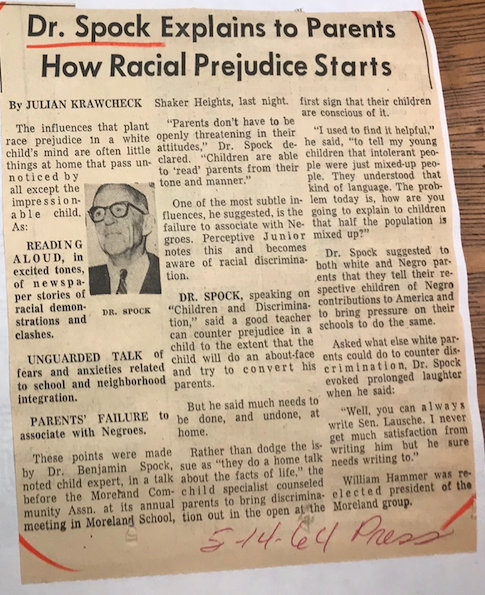 Dr. Spock Explains to Parents
How Racial Prejudice Starts
By JULIAN KRAWCHECK
The influences that plant
race prejudice in a white
child's mind are often little
things at home that pass un-
noticed by
all except the
impression-
able child.
As:
READING
ALOUD, in
excited tones,
of newspa-
per stories of
racial demon-
strations and
clashes.
DR. SPOCK
UNGUARDED TALK of
fears and anxieties related
to school and neighborhood
integration.
PARENTS' FAILURE to
associate with Negroes.
These points were made
by Dr. Benjamin Spock,
noted child expert, in a talk
before the Moreland Com-
munity Assn. at its annual
meeting in Moreland School,
Shaker Heights, last night.
"Parents don't have to be
openly threatening in their
attitudes," Dr. Spock de-
clared. "Children are able
to 'read' parents from their
tone and manner."
One of the most subtle in-
fluences, he suggested, is the
failure to associate with Ne-
groes. Perceptive Junior
notes this and becomes
aware of racial discrimina-
tion.
DR. SPOCK, speaking on
"Children and Discrimina-
tion," said a good teacher
can counter prejudice in a
child to the extent that the
child will do an about-face
and try to convert his
parents.
But he said much needs to
be done, and undone, at
home.
Rather than dodge the is-
sue as "they do a home talk
about the facts of life," the
child specialist counseled
parents to bring discrimina-
tion out in the open at the
first sign that their children
are conscious of it.
"I used to find it helpful,"
he said, "to tell my young
children that intolerant peo-
ple were just mixed-up peo-
ple. They understood that
kind of language. The prob-
lem today is, how are you
going to explain to children
that half the population is
mixed up?"
Dr. Spock suggested to
both white and Negro par-
ents that they tell their re-
spective children of Negro
contributions to America and
to bring pressure on their
schools to do the same.
Asked what else white par-
ents could do to counter dis-
crimination, Dr. Spock
evoked prolonged laughter
when he said:
"Well, you can always
write Sen. Lausche. I never
get much satisfaction from
writing him but he sure
needs writing to."
William Hammer was re-
elected president of the
Moreland group.
5-14-64 Press